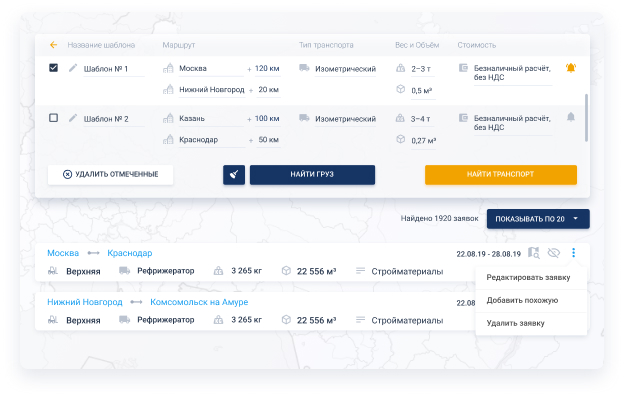 Название шаблона Маршрут Тип транспорта Вес и Объём Стоимость
Шаблон № 1 Москва + 120 км Изометрический 2–3 т Безналичный расчёт,
без НДС
Нижний Новгород + 20 км 0,5 м³
Шаблон № 2 Казань + 100 км Изометрический 3–4 т Безналичный расчёт,
без НДС
Краснодар + 50 км 0,27 м³
УДАЛИТЬ ОТМЕЧЕННЫЕ НАЙТИ ГРУЗ НАЙТИ ТРАНСПОРТ
Найдено 1920 заявок ПОКАЗЫВАТЬ ПО 20
Москва Краснодар 22.08.19 - 28.08.19
Верхняя Рефрижератор 3 265 кг 22 556 м³ Стройматериалы
Редактировать заявку
Добавить похожую
Удалить заявку
Нижний Новгород Комсомольск на Амуре 22.08
Верхняя Рефрижератор 3 265 кг 22 556 м³ Стройматериалы